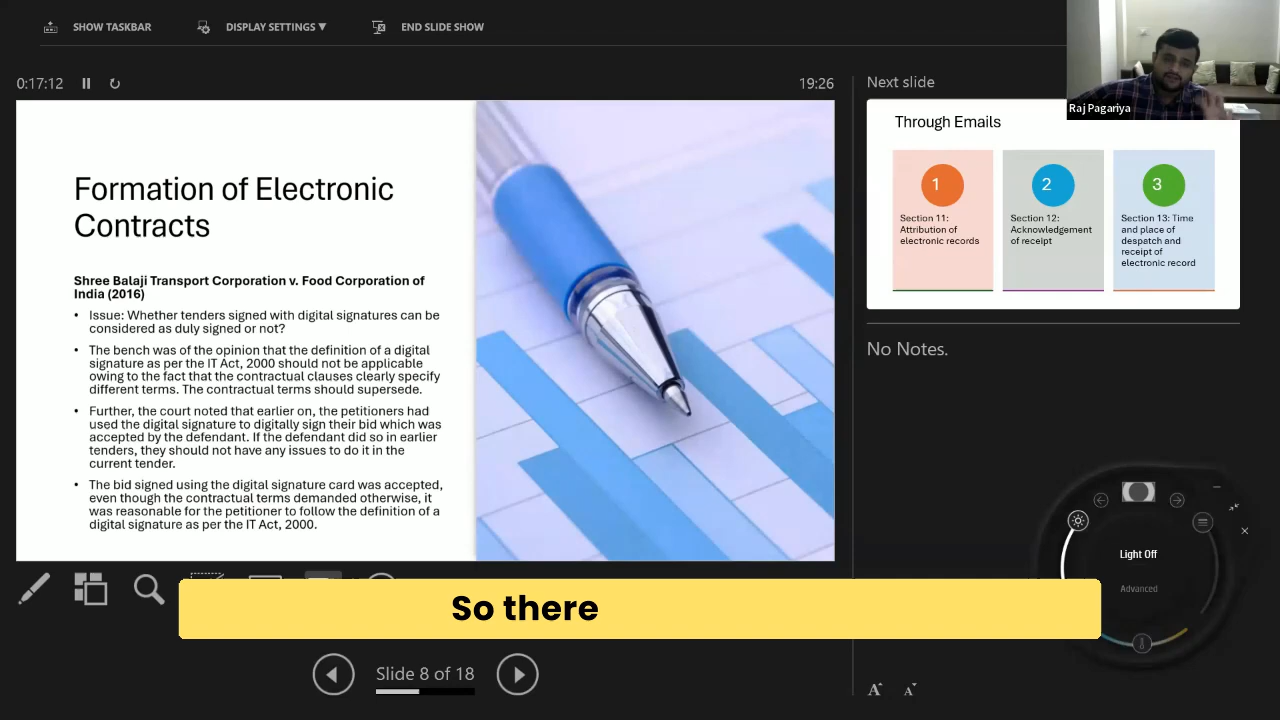 SHOW TASKBAR
DISPLAY SETTINGS ▼
END SLIDE SHOW
0:17:12
19:26
Formation of Electronic
Contracts
Shree Balaji Transport Corporation v. Food Corporation of
India (2016)
• Issue: Whether tenders signed with digital signatures can be
considered as duly signed or not?
• The bench was of the opinion that the definition of a digital
signature as per the IT Act, 2000 should not be applicable
owing to the fact that the contractual clauses clearly specify
different terms. The contractual terms should supersede.
• Further, the court noted that earlier on, the petitioners had
used the digital signature to digitally sign their bid which was
accepted by the defendant. If the defendant did so in earlier
tenders, they should not have any issues to do it in the
current tender.
• The bid signed using the digital signature card was accepted,
even though the contractual terms demanded otherwise, it
was reasonable for the petitioner to follow the definition of a
digital signature as per the IT Act, 2000.
Next slide
Raj Pagariya
Through Emails
1
Section 11:
Attribution of
electronic records
2
Section 12:
Acknowledgement
of receipt
3
Section 13: Time
and place of
despatch and
receipt of
electronic record
No Notes.
Light Off
Advanced
So there
Slide 8 of 18
A A